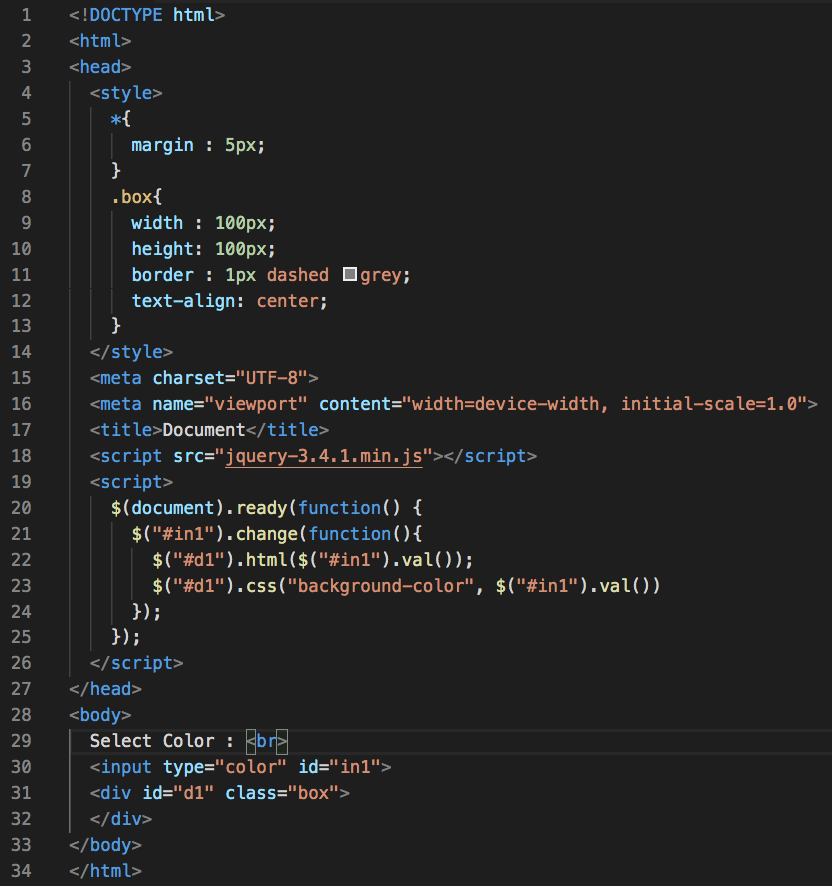 1 <!DOCTYPE html>
2 <html>
3 <head>
4   <style>
5     *{
6       margin : 5px;
7     }
8     .box{
9       width : 100px;
10       height: 100px;
11       border : 1px dashed grey;
12       text-align: center;
13     }
14   </style>
15   <meta charset="UTF-8">
16   <meta name="viewport" content="width=device-width, initial-scale=1.0">
17   <title>Document</title>
18   <script src="jquery-3.4.1.min.js"></script>
19   <script>
20     $(document).ready(function() {
21       $("#in1").change(function(){
22         $("#d1").html($("#in1").val());
23         $("#d1").css("background-color", $("#in1").val())
24       });
25     });
26   </script>
27 </head>
28 <body>
29   Select Color : <br>
30   <input type="color" id="in1">
31   <div id="d1" class="box">
32   </div>
33 </body>
34 </html>